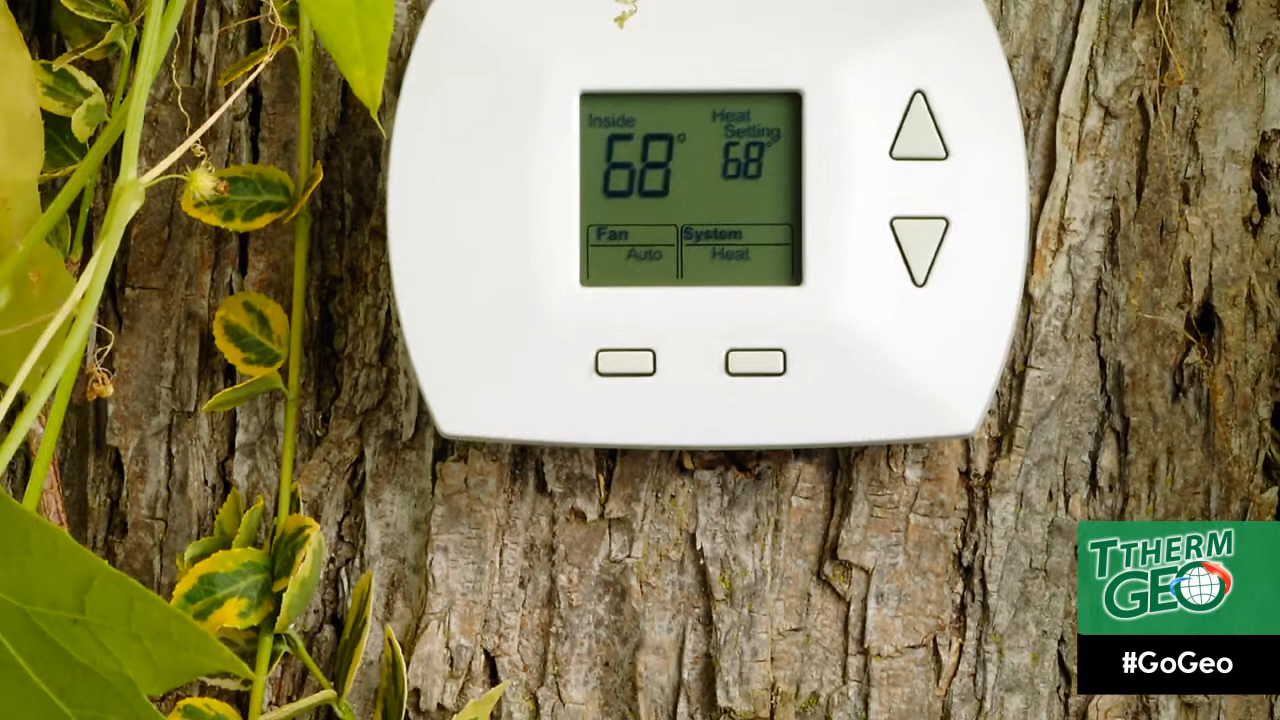 Inside
Heat
Setting
68°
68°
Fan
System
Auto
Heat
TTHERM
GEO
#GoGeo